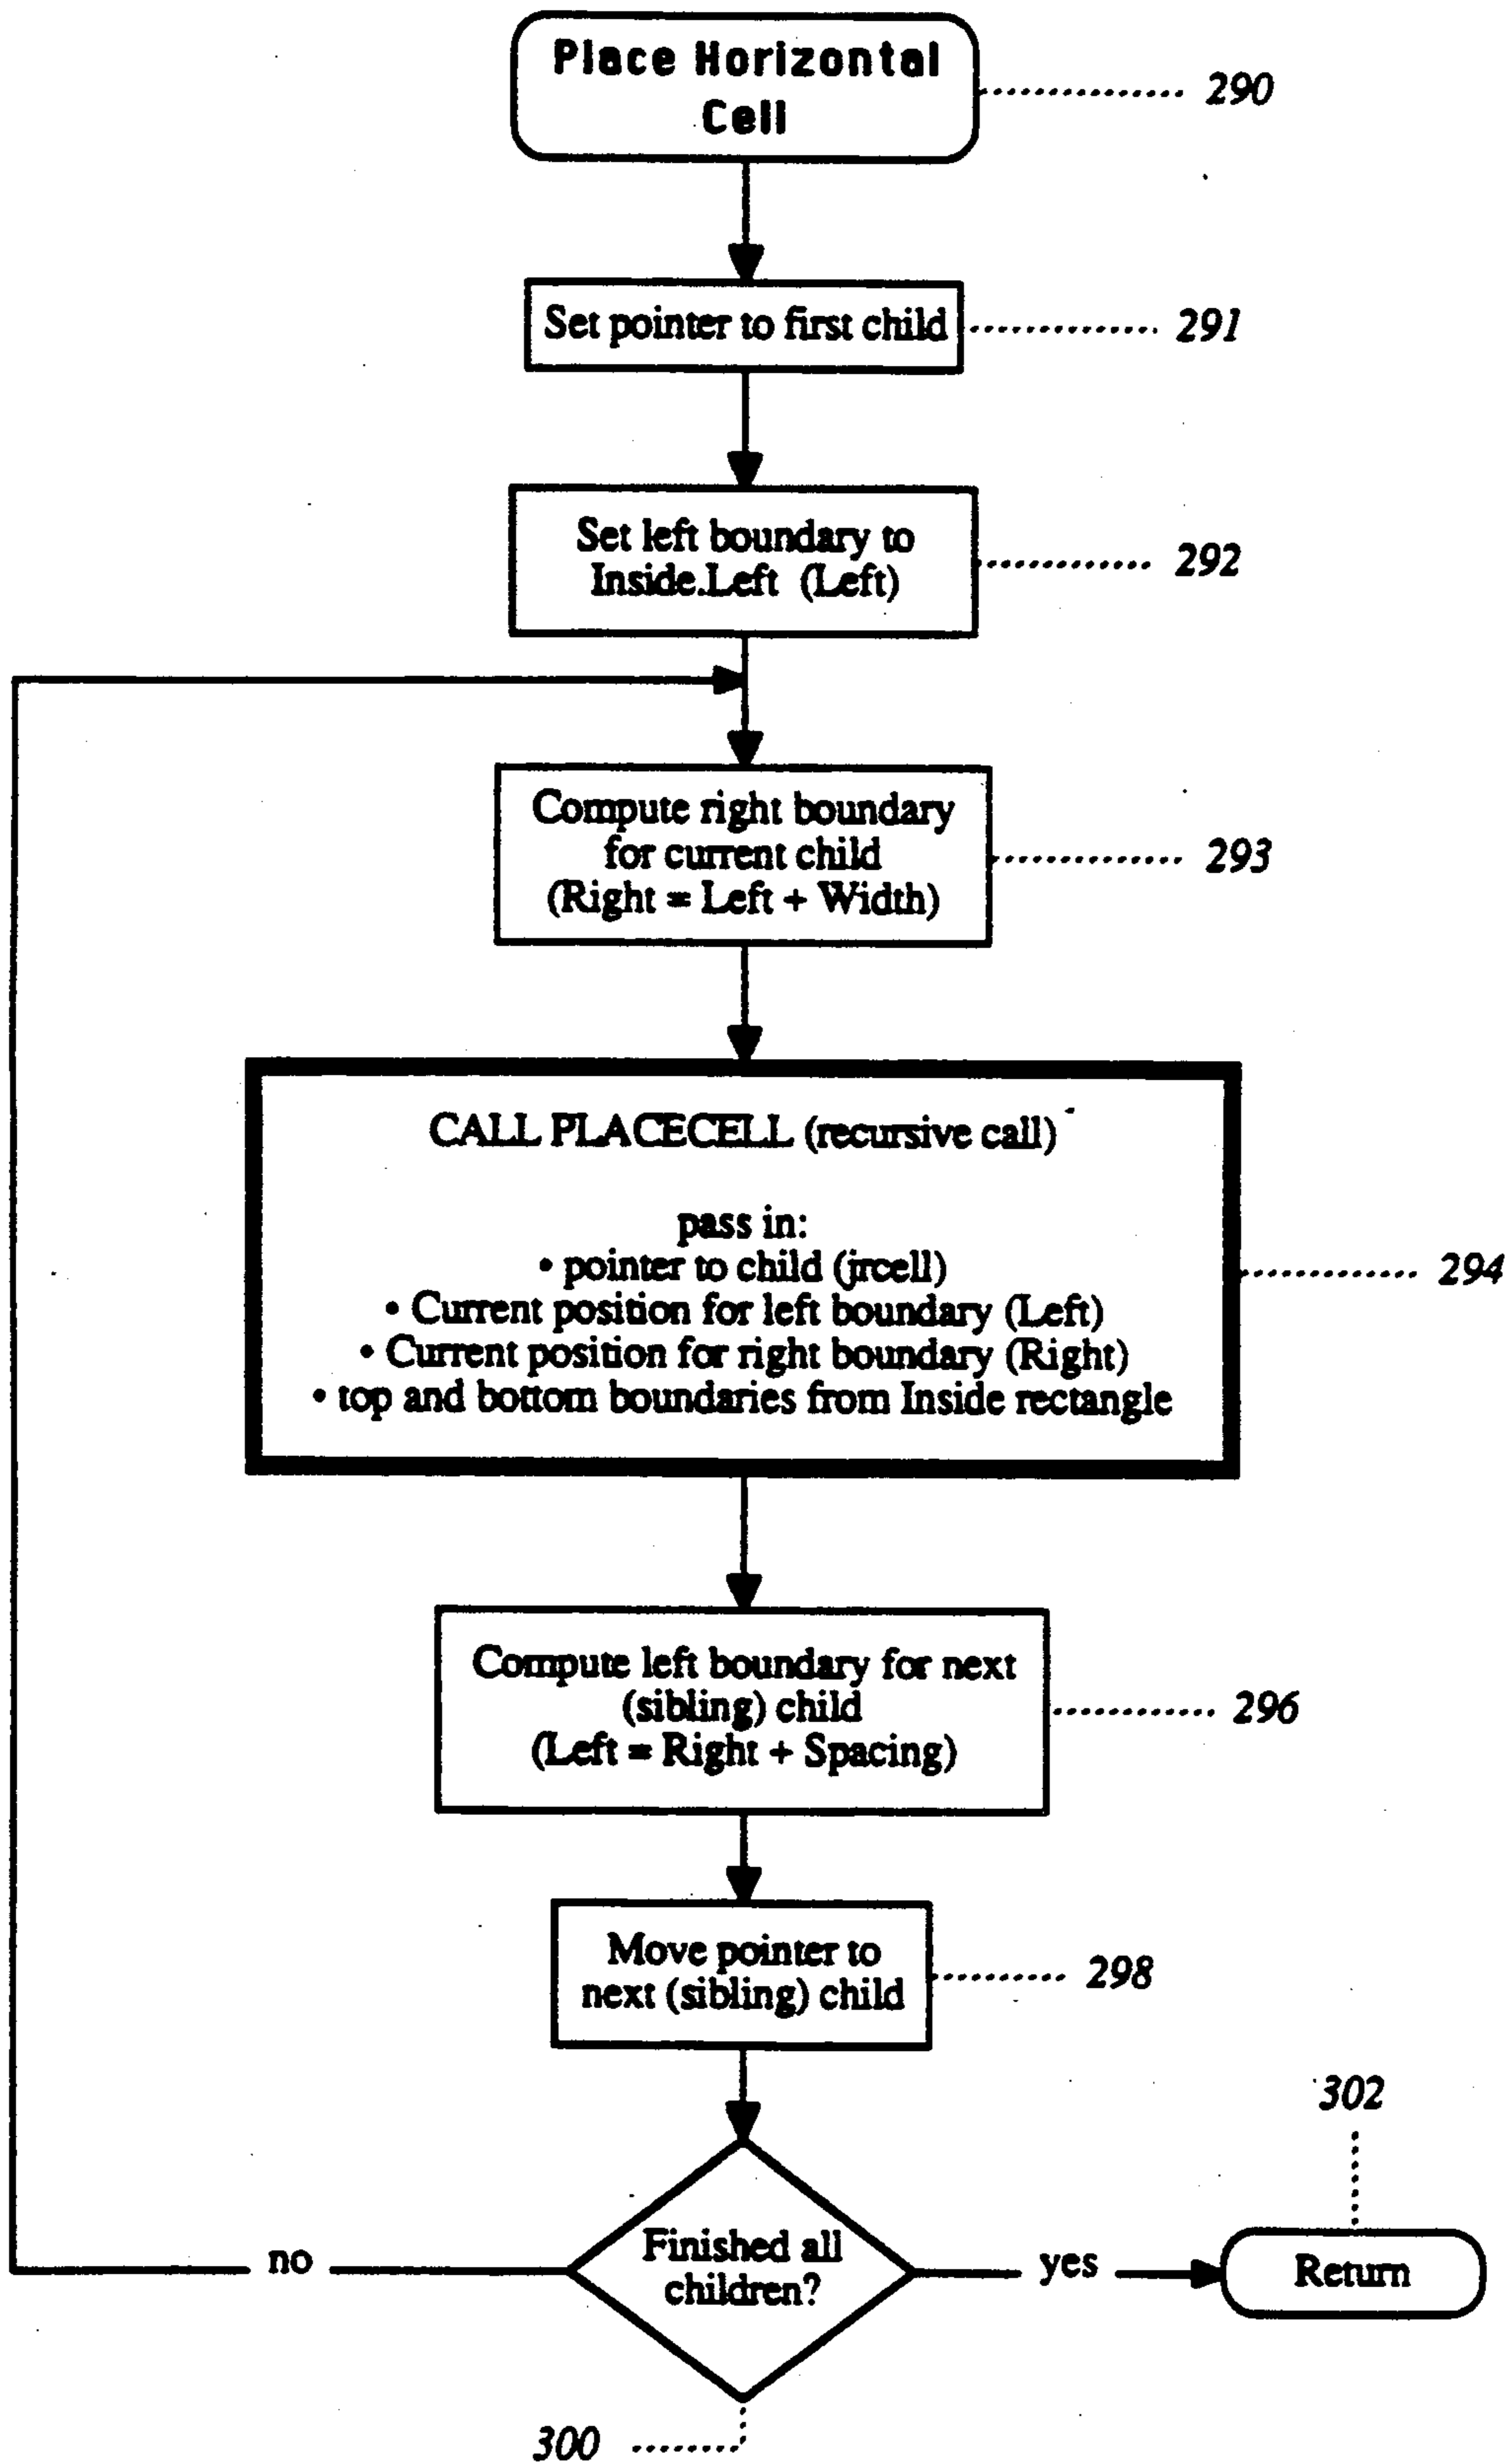 Place Horizontal
Cell
290
Set pointer to first child
291
Set left boundary to
Inside.Left (Left)
292
Compute right boundary
for current child
(Right = Left + Width)
293
CALL PLACECELL (recursive call)
pass in:
• pointer to child (jrcell)
• Current position for left boundary (Left)
• Current position for right boundary (Right)
• top and bottom boundaries from Inside rectangle
294
Compute left boundary for next
(sibling) child
(Left = Right + Spacing)
296
Move pointer to
next (sibling) child
298
302
Finished all
children?
no
yes
Return
300